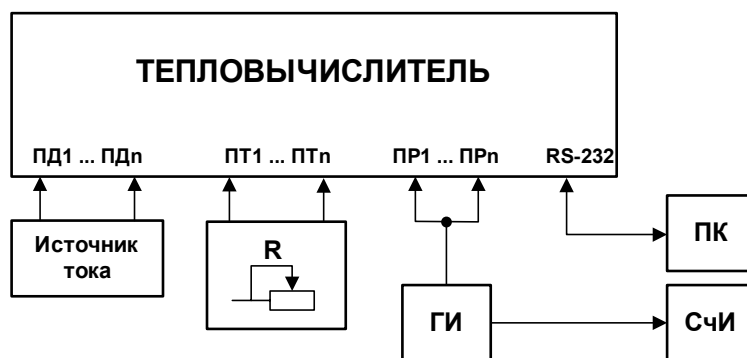 ТЕПЛОВЫЧИСЛИТЕЛЬ
ПД1 ... ПДn ПТ1 ... ПТn ПР1 ... ПРn RS-232
Источник
тока
R
ПК
ГИ
СчИ